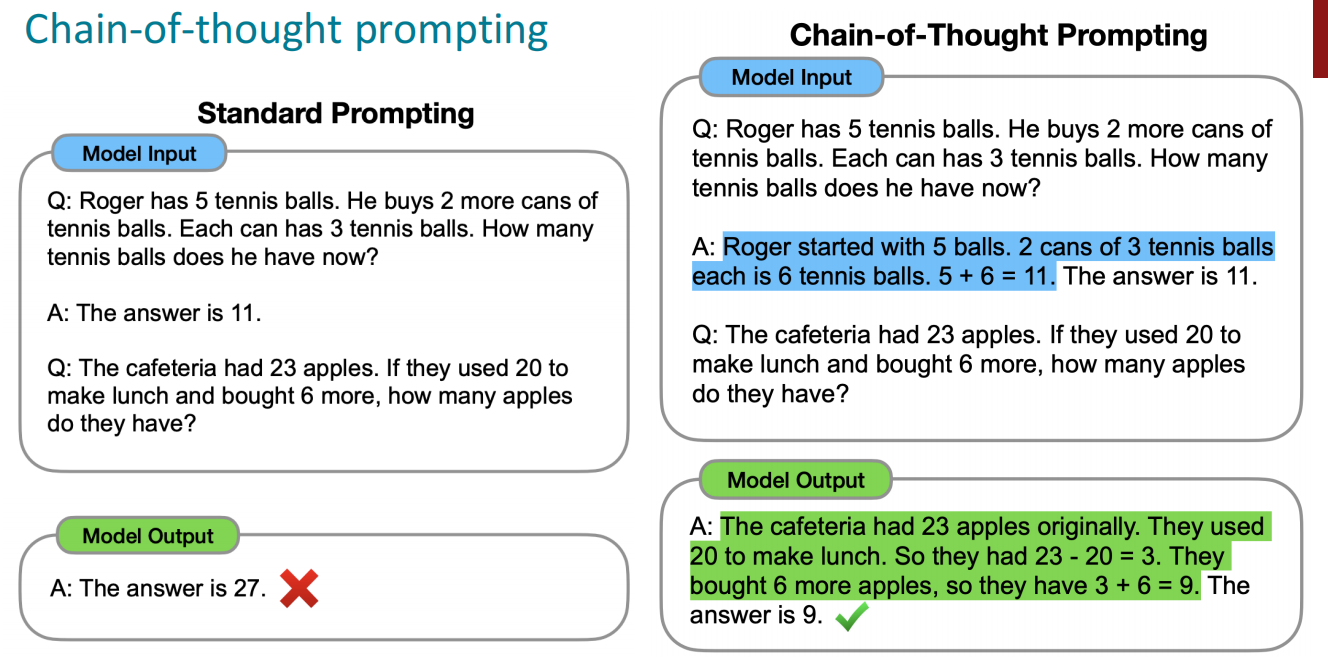 Chain-of-thought prompting
Standard Prompting
Model Input
Q: Roger has 5 tennis balls. He buys 2 more cans of
tennis balls. Each can has 3 tennis balls. How many
tennis balls does he have now?
A: The answer is 11.
Q: The cafeteria had 23 apples. If they used 20 to
make lunch and bought 6 more, how many apples
do they have?
Model Output
A: The answer is 27.
Chain-of-Thought Prompting
Model Input
Q: Roger has 5 tennis balls. He buys 2 more cans of
tennis balls. Each can has 3 tennis balls. How many
tennis balls does he have now?
A: Roger started with 5 balls. 2 cans of 3 tennis balls
each is 6 tennis balls. 5 + 6 = 11. The answer is 11.
Q: The cafeteria had 23 apples. If they used 20 to
make lunch and bought 6 more, how many apples
do they have?
Model Output
A: The cafeteria had 23 apples originally. They used
20 to make lunch. So they had 23 - 20 = 3. They
bought 6 more apples, so they have 3 + 6 = 9. The
answer is 9.